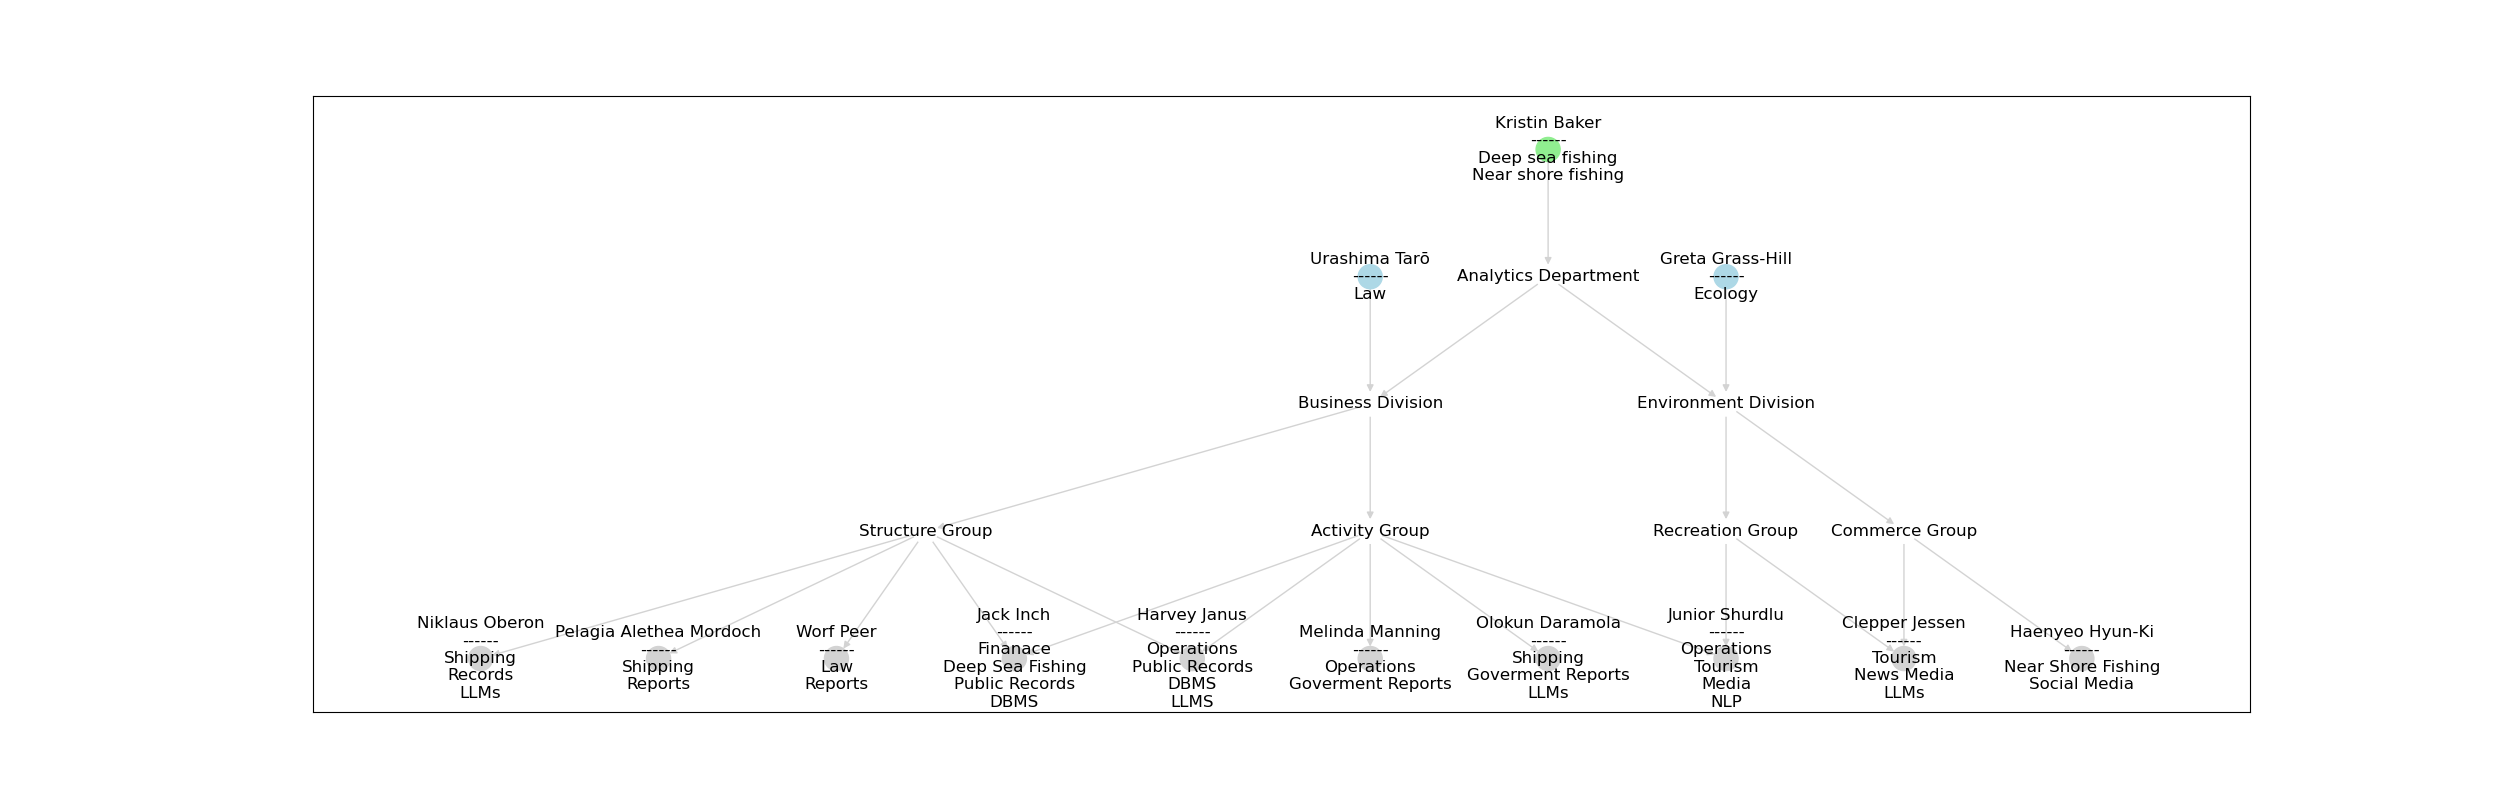 Kristin Baker
------
Deep sea fishing
Near shore fishing
Urashima Tarō
------
Law
Analytics Department
Greta Grass-Hill
------
Ecology
Business Division
Environment Division
Structure Group
Activity Group
Recreation Group
Commerce Group
Niklaus Oberon
------
Shipping
Records
LLMs
Pelagia Alethea Mordoch
------
Shipping
Reports
Worf Peer
------
Law
Reports
Jack Inch
------
Finanace
Deep Sea Fishing
Public Records
DBMS
Harvey Janus
------
Operations
Public Records
DBMS
LLMS
Melinda Manning
------
Operations
Goverment Reports
Olokun Daramola
------
Shipping
Goverment Reports
LLMs
Junior Shurdlu
------
Operations
Tourism
Media
NLP
Clepper Jessen
------
Tourism
News Media
LLMs
Haenyeo Hyun-Ki
------
Near Shore Fishing
Social Media